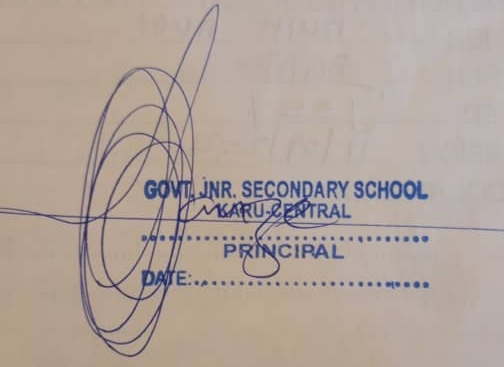 GOVT. JNR. SECONDARY SCHOOL
KARU-CENTRAL
PRINCIPAL
DATE: